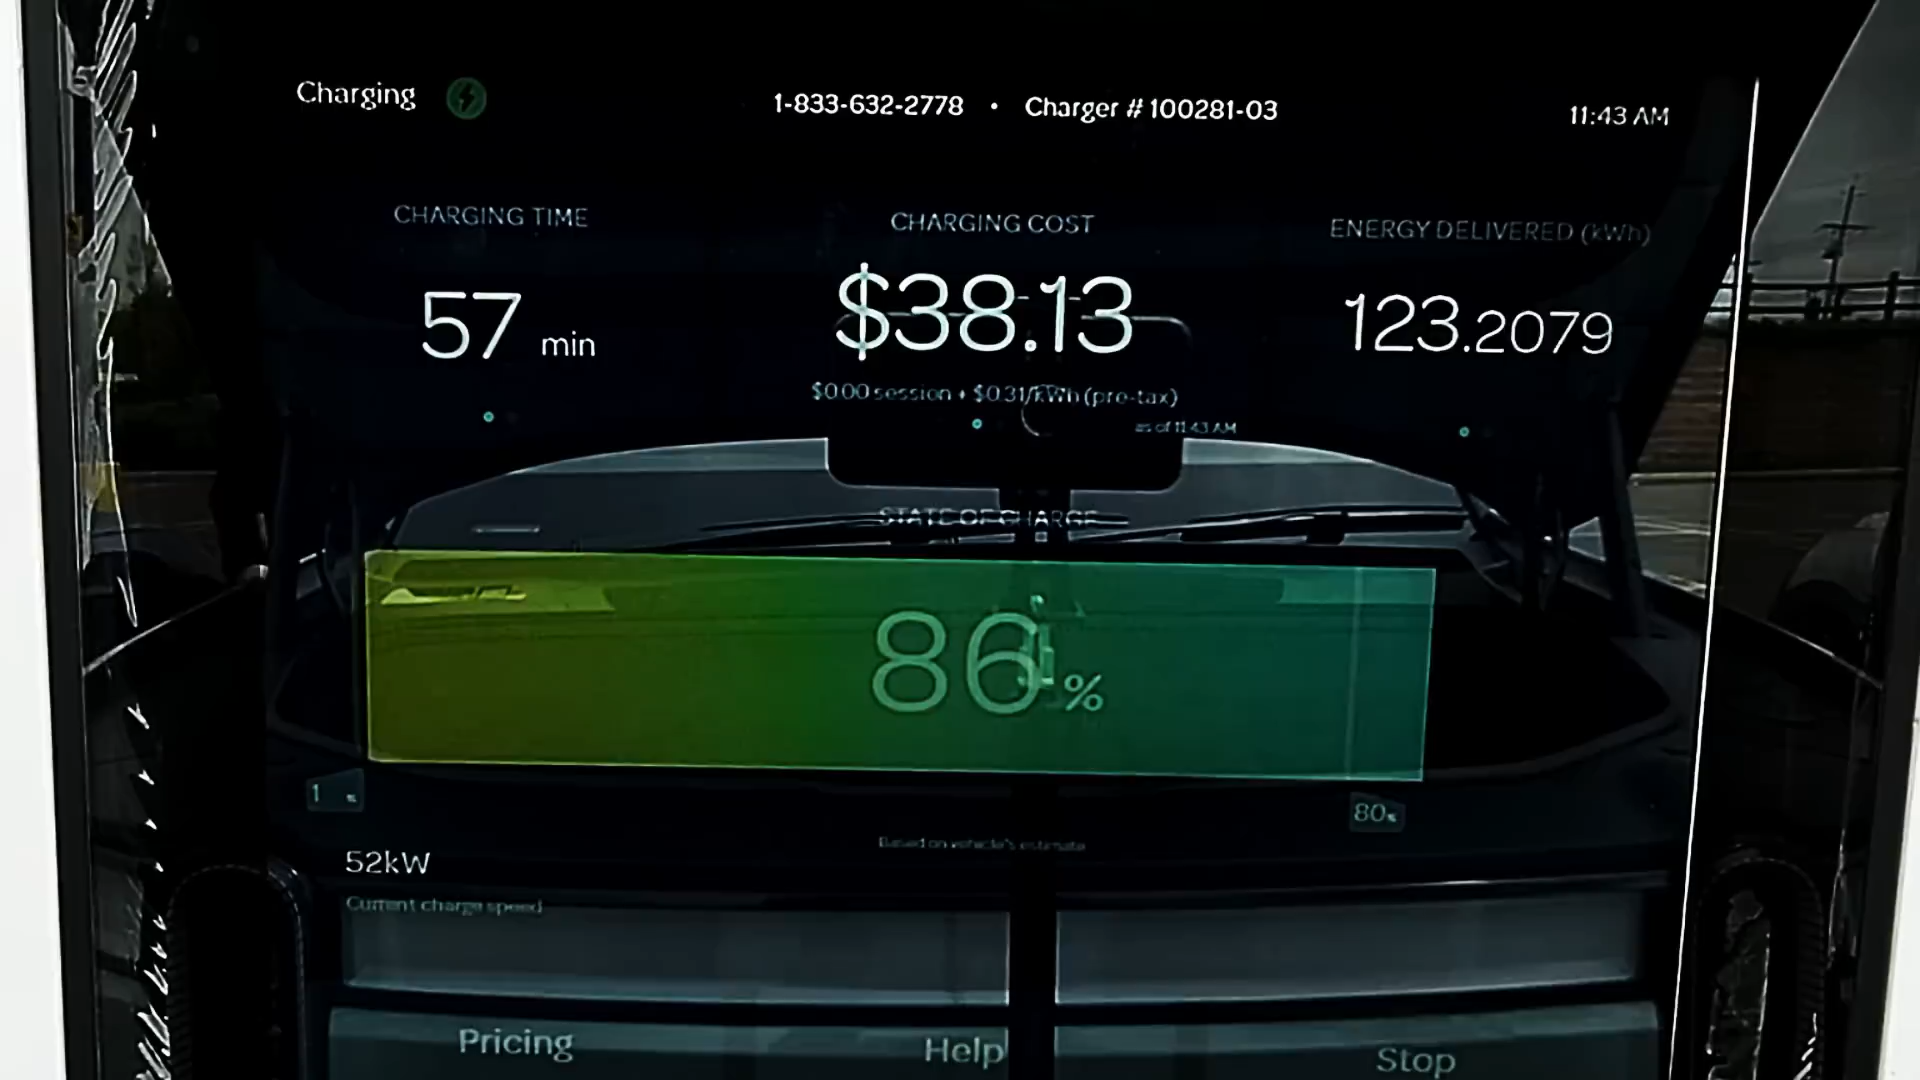 Charging
1-833-632-2778 • Charger # 100281-03
11:43 AM
CHARGING TIME
57 min
CHARGING COST
$38.13
$0.00 session + $0.31/kWh (pre-tax)
as of 11:43 AM
ENERGY DELIVERED (kWh)
123.2079
STATE OF CHARGE
86%
1 %
80%
Based on vehicle's estimate
52kW
Current charge speed
Pricing
Help
Stop